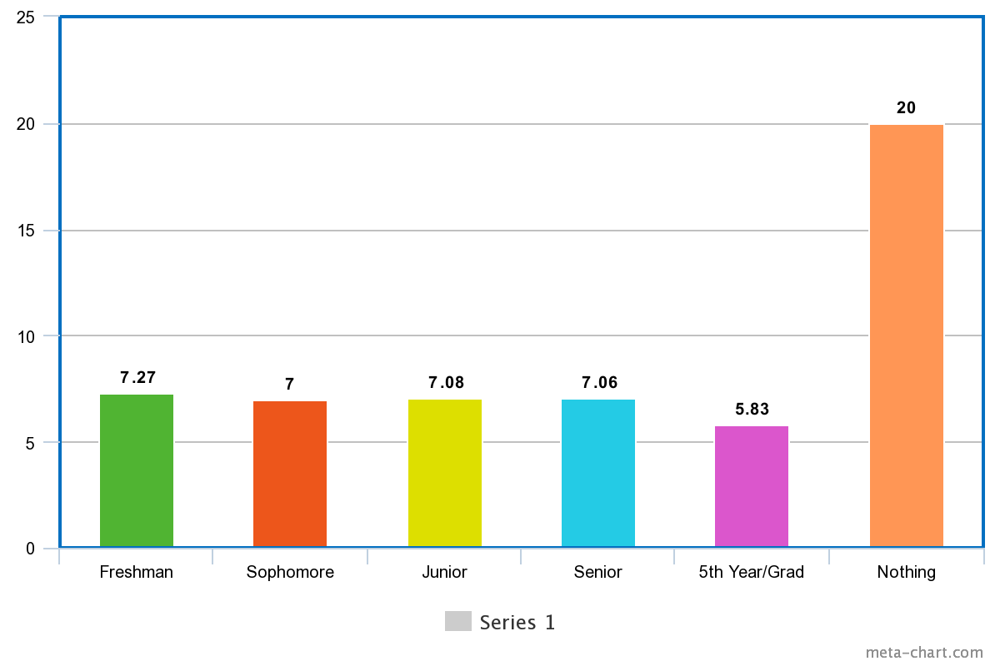 25
20
20
15
10
7.27
7
7.08
7.06
5.83
5
0
Freshman
Sophomore
Junior
Senior
5th Year/Grad
Nothing
Series 1
meta-chart.com